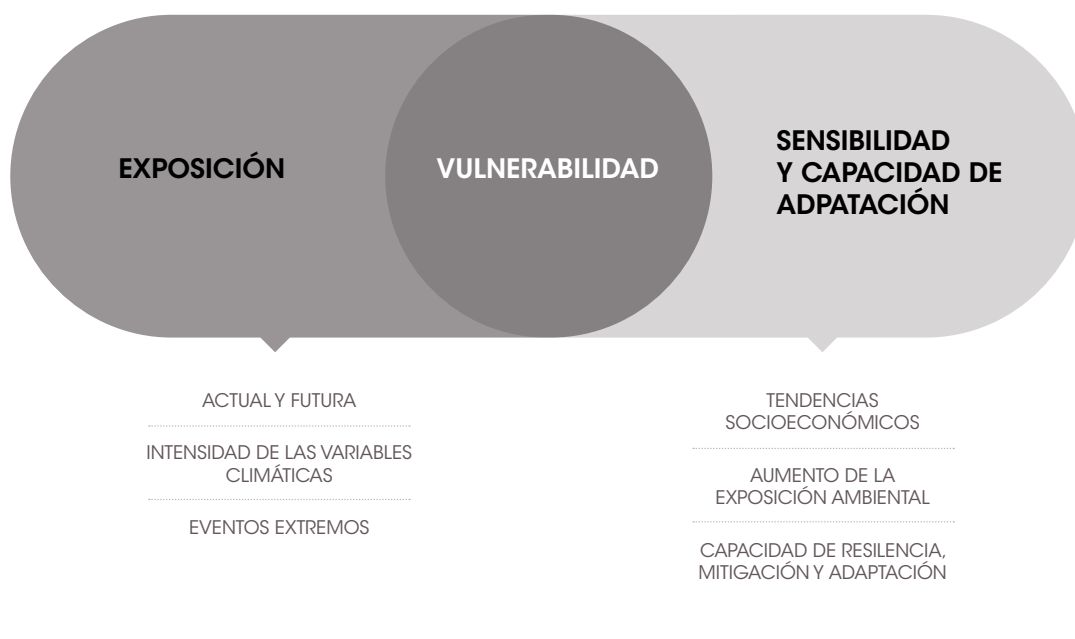 EXPOSICIÓN
VULNERABILIDAD
SENSIBILIDAD
Y CAPACIDAD DE
ADPATACIÓN
ACTUAL Y FUTURA
INTENSIDAD DE LAS VARIABLES
CLIMÁTICAS
EVENTOS EXTREMOS
TENDENCIAS
SOCIOECONÓMICOS
AUMENTO DE LA
EXPOSICIÓN AMBIENTAL
CAPACIDAD DE RESILENCIA,
MITIGACIÓN Y ADAPTACIÓN